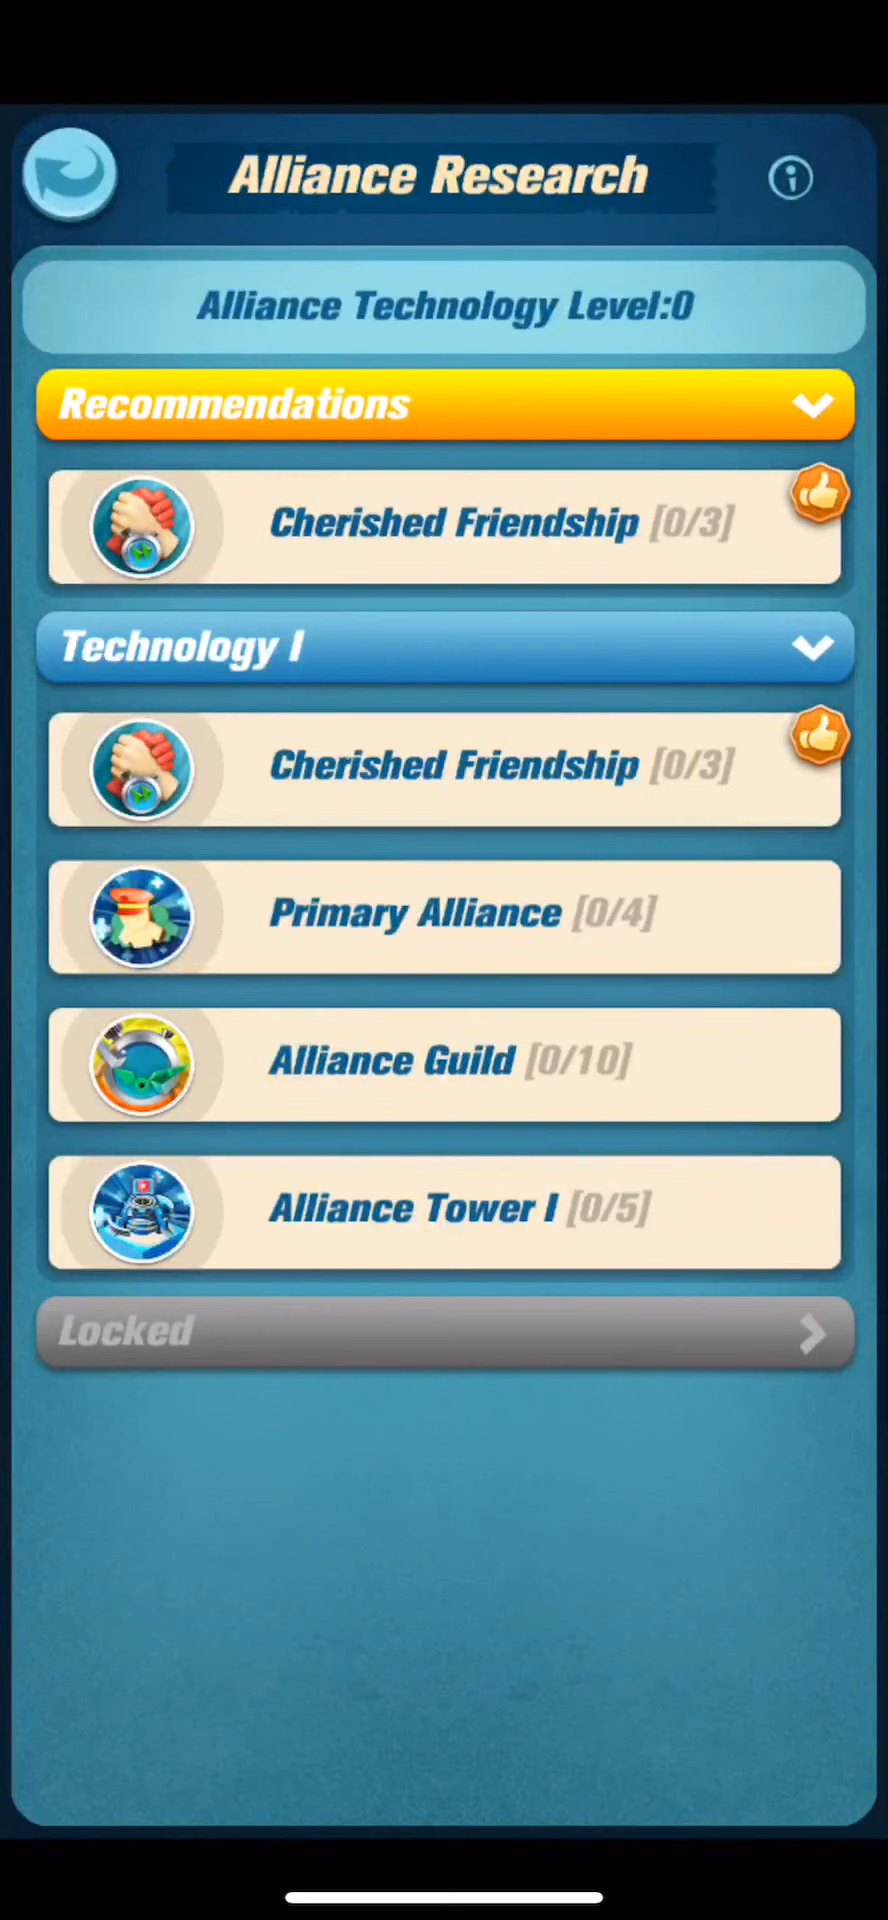 Alliance Research
Alliance Technology Level:0
Recommendations
Cherished Friendship [0/3]
Technology I
Cherished Friendship [0/3]
Primary Alliance [0/4]
Alliance Guild [0/10]
Alliance Tower I [0/5]
Locked